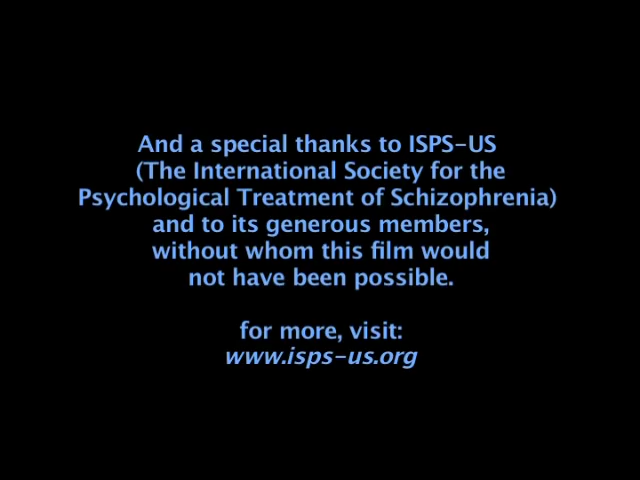 And a special thanks to ISPS-US
(The International Society for the
Psychological Treatment of Schizophrenia)
and to its generous members,
without whom this film would
not have been possible.
for more, visit:
www.isps-us.org